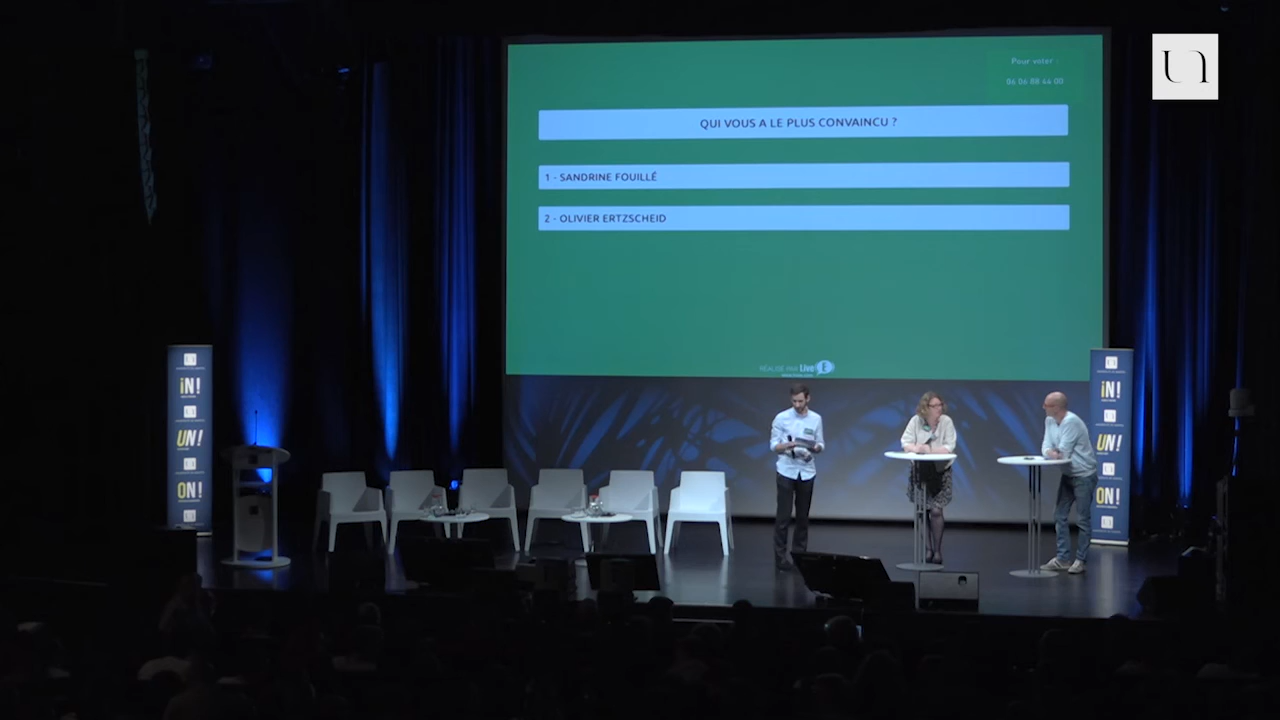 Pour voter :
06 06 88 44 00
QUI VOUS A LE PLUS CONVAINCU ?
1 - SANDRINE FOUILLÉ
2 - OLIVIER ERTZSCHEID
RÉALISÉ PAR Live
iN !
UN !
ON !
iN !
UN !
ON !